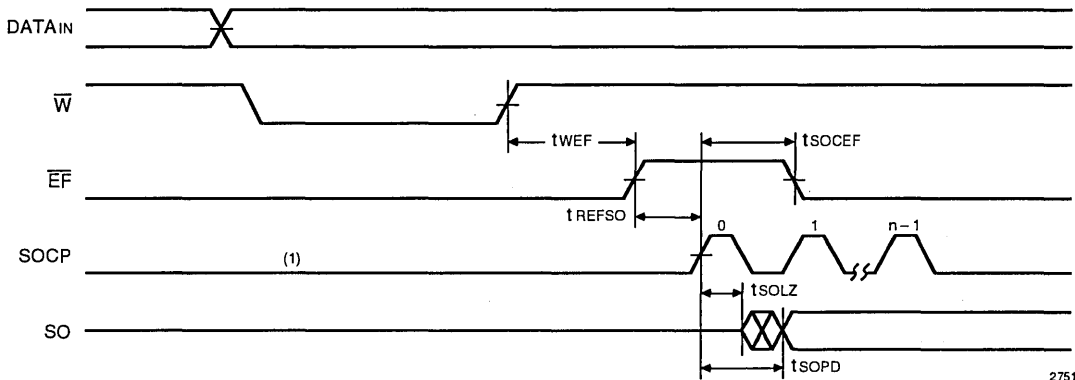 DATAIN
W
tWEF
tSOCEF
EF
tREFSO
0
1
n-1
SOCP
(1)
tSOLZ
SO
tSOPD
2751